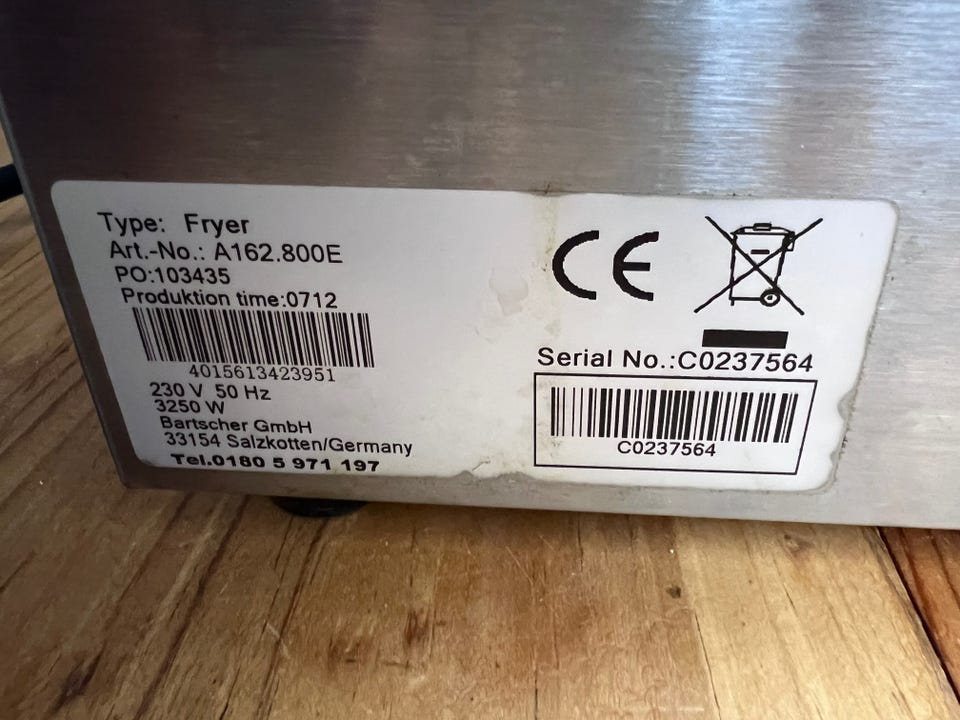 Type: Fryer
Art.-No.: A162.800E
PO:103435
Produktion time:0712
4015613423951
230 V 50 Hz
3250 W
Bartscher GmbH
33154 Salzkotten/Germany
Tel.0180 5 971 197
CE
Serial No.:C0237564
C0237564